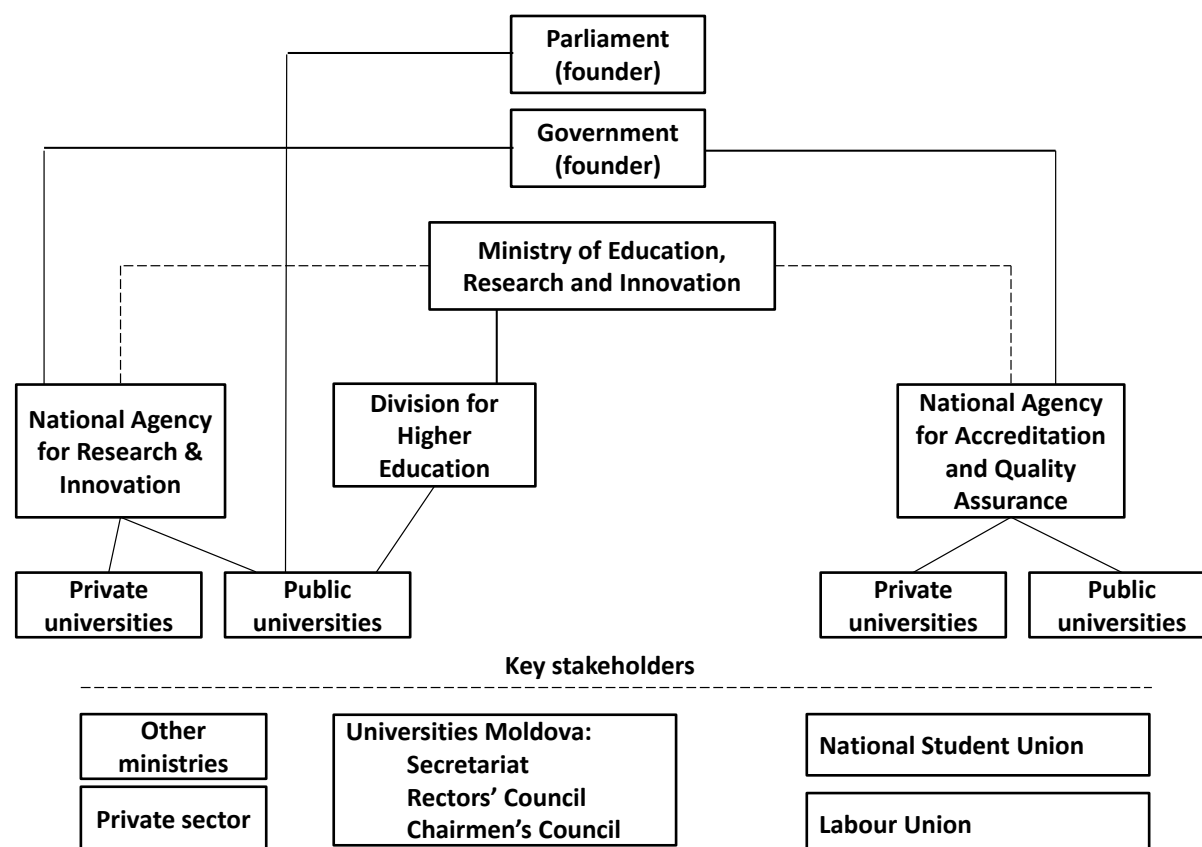 Parliament
(founder)
Government
(founder)
Ministry of Education,
Research and Innovation
National Agency
for Research &
Innovation
Division for
Higher
Education
National Agency
for Accreditation
and Quality
Assurance
Private
universities
Public
universities
Private
universities
Public
universities
Key stakeholders
Other
ministries
Private sector
Universities Moldova:
Secretariat
Rectors’ Council
Chairmen’s Council
National Student Union
Labour Union